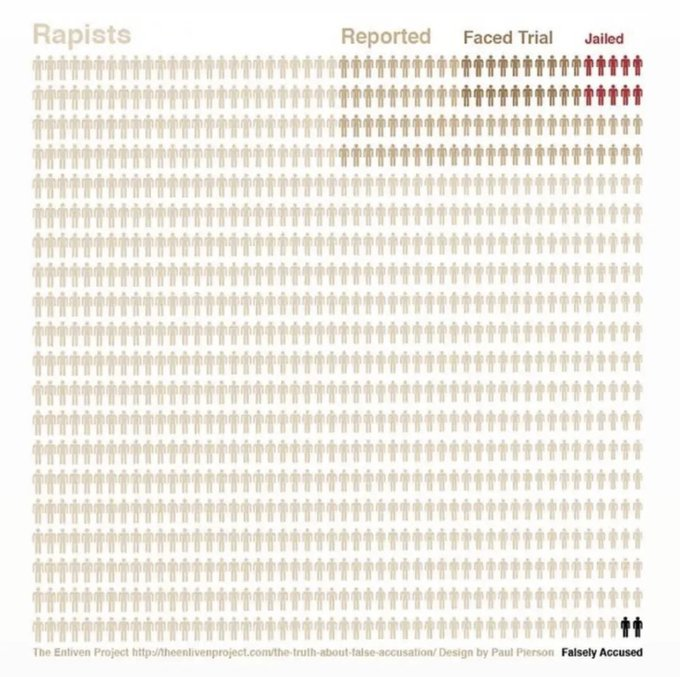 Rapists Reported Faced Trial Jailed
The Enliven Project http://theenlivenproject.com/the-truth-about-false-accusation/ Design by Paul Pierson Falsely Accused